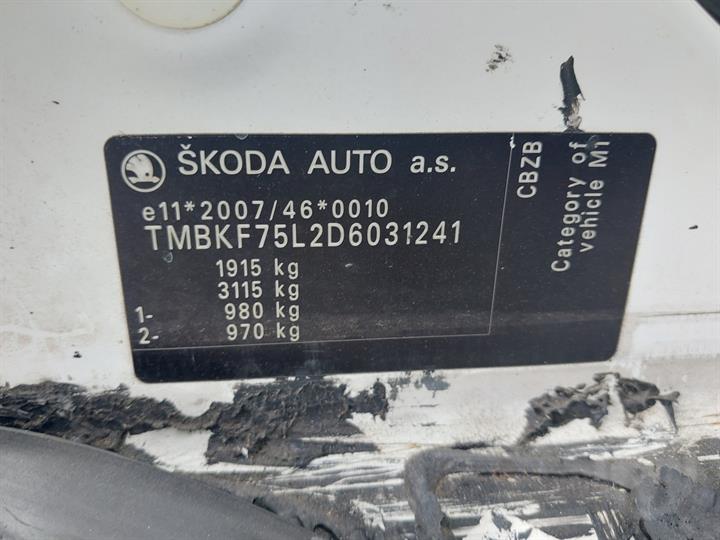 ŠKODA AUTO a.s.
e11*2007/46*0010
TMBKF75L2D6031241
1915 kg
3115 kg
1- 980 kg
2- 970 kg
CBZB
Category of
vehicle M1